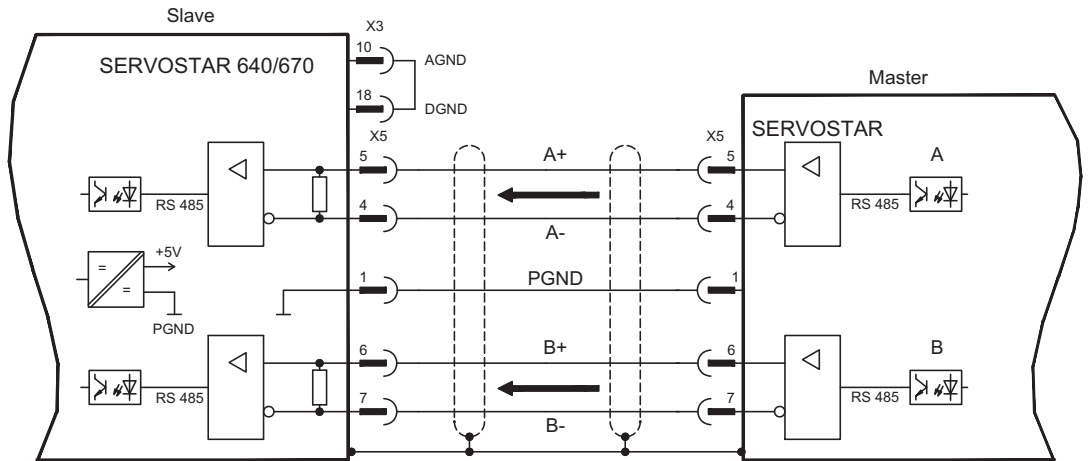 Slave
X3
10
AGND
SERVOSTAR 640/670
Master
18
DGND
X5
X5
SERVOSTAR
5
A+
5
A
RS 485
RS 485
4
A-
4
+5V
=
=
1
PGND
1
PGND
6
B+
6
B
RS 485
RS 485
7
B-
7